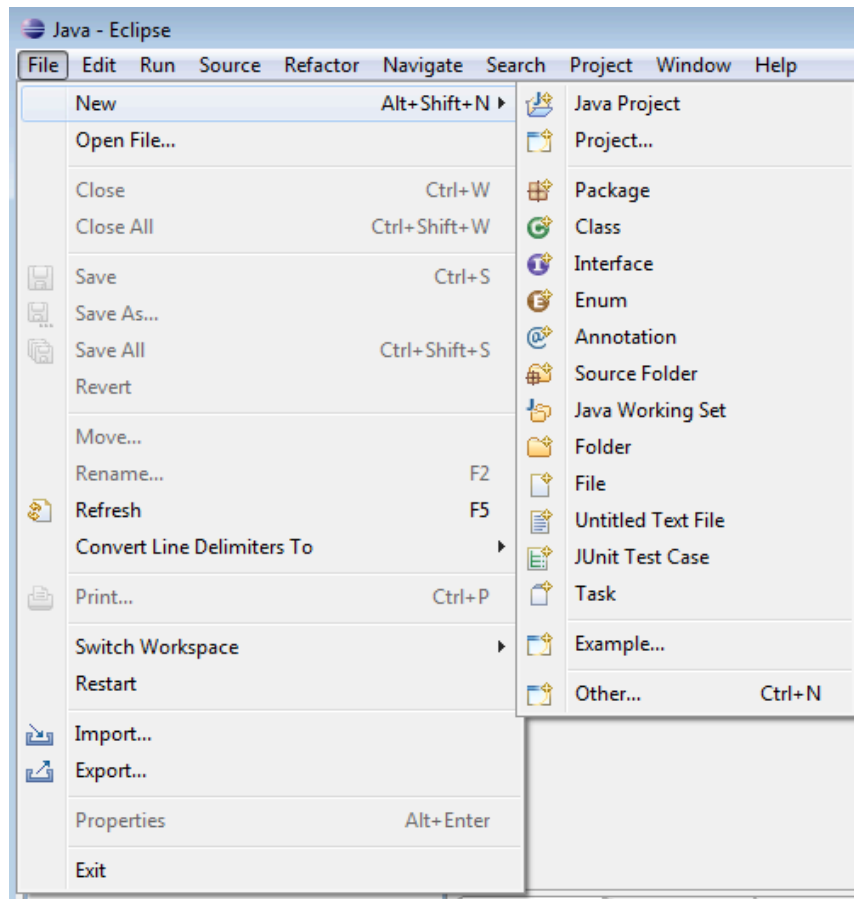 Java - Eclipse
File Edit Run Source Refactor Navigate Search Project Window Help
New Alt+Shift+N
Open File...
Close Ctrl+W
Close All Ctrl+Shift+W
Save Ctrl+S
Save As...
Save All Ctrl+Shift+S
Revert
Move...
Rename... F2
Refresh F5
Convert Line Delimiters To
Print... Ctrl+P
Switch Workspace
Restart
Import...
Export...
Properties Alt+Enter
Exit
Java Project
Project...
Package
Class
Interface
Enum
Annotation
Source Folder
Java Working Set
Folder
File
Untitled Text File
JUnit Test Case
Task
Example...
Other... Ctrl+N